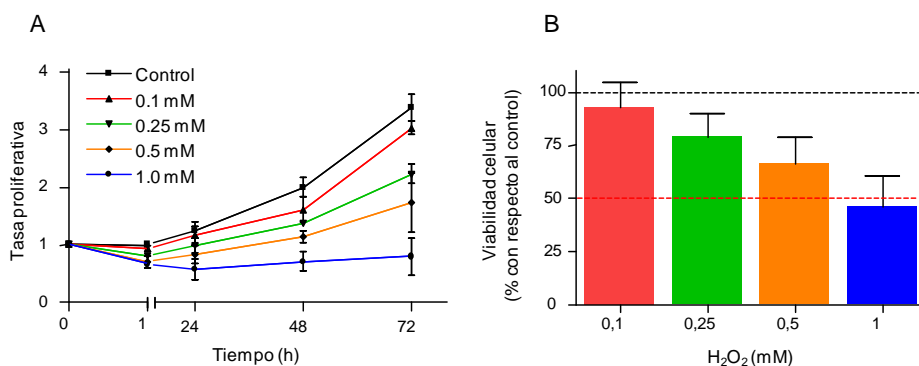 A
Tasa proliferativa
4
3
2
1
0
Control
0.1 mM
0.25 mM
0.5 mM
1.0 mM
0 1 24 48 72
Tiempo (h)
B
Viabilidad celular
(% con respecto al control)
100
75
50
25
0
0,1 0,25 0,5 1
H₂O₂ (mM)